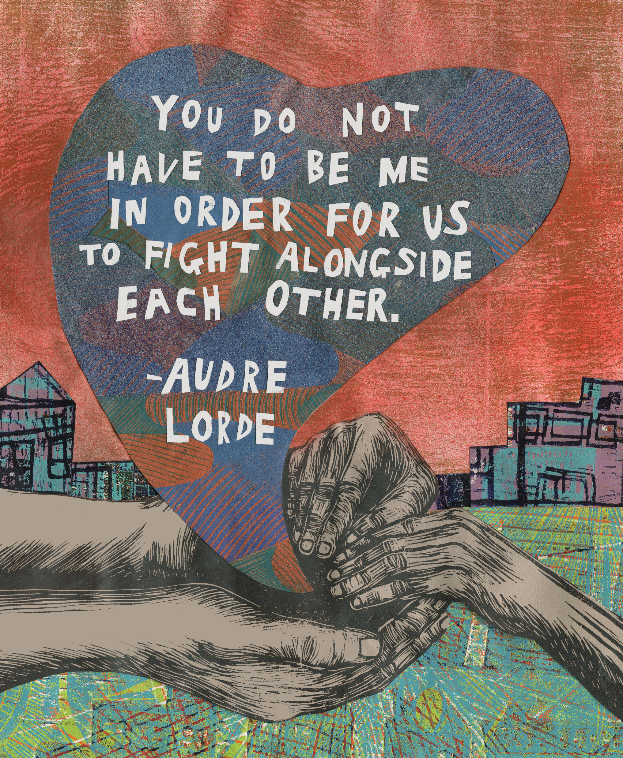 YOU DO NOT
HAVE TO BE ME
IN ORDER FOR US
TO FIGHT ALONGSIDE
EACH OTHER.
-AUDRE
LORDE